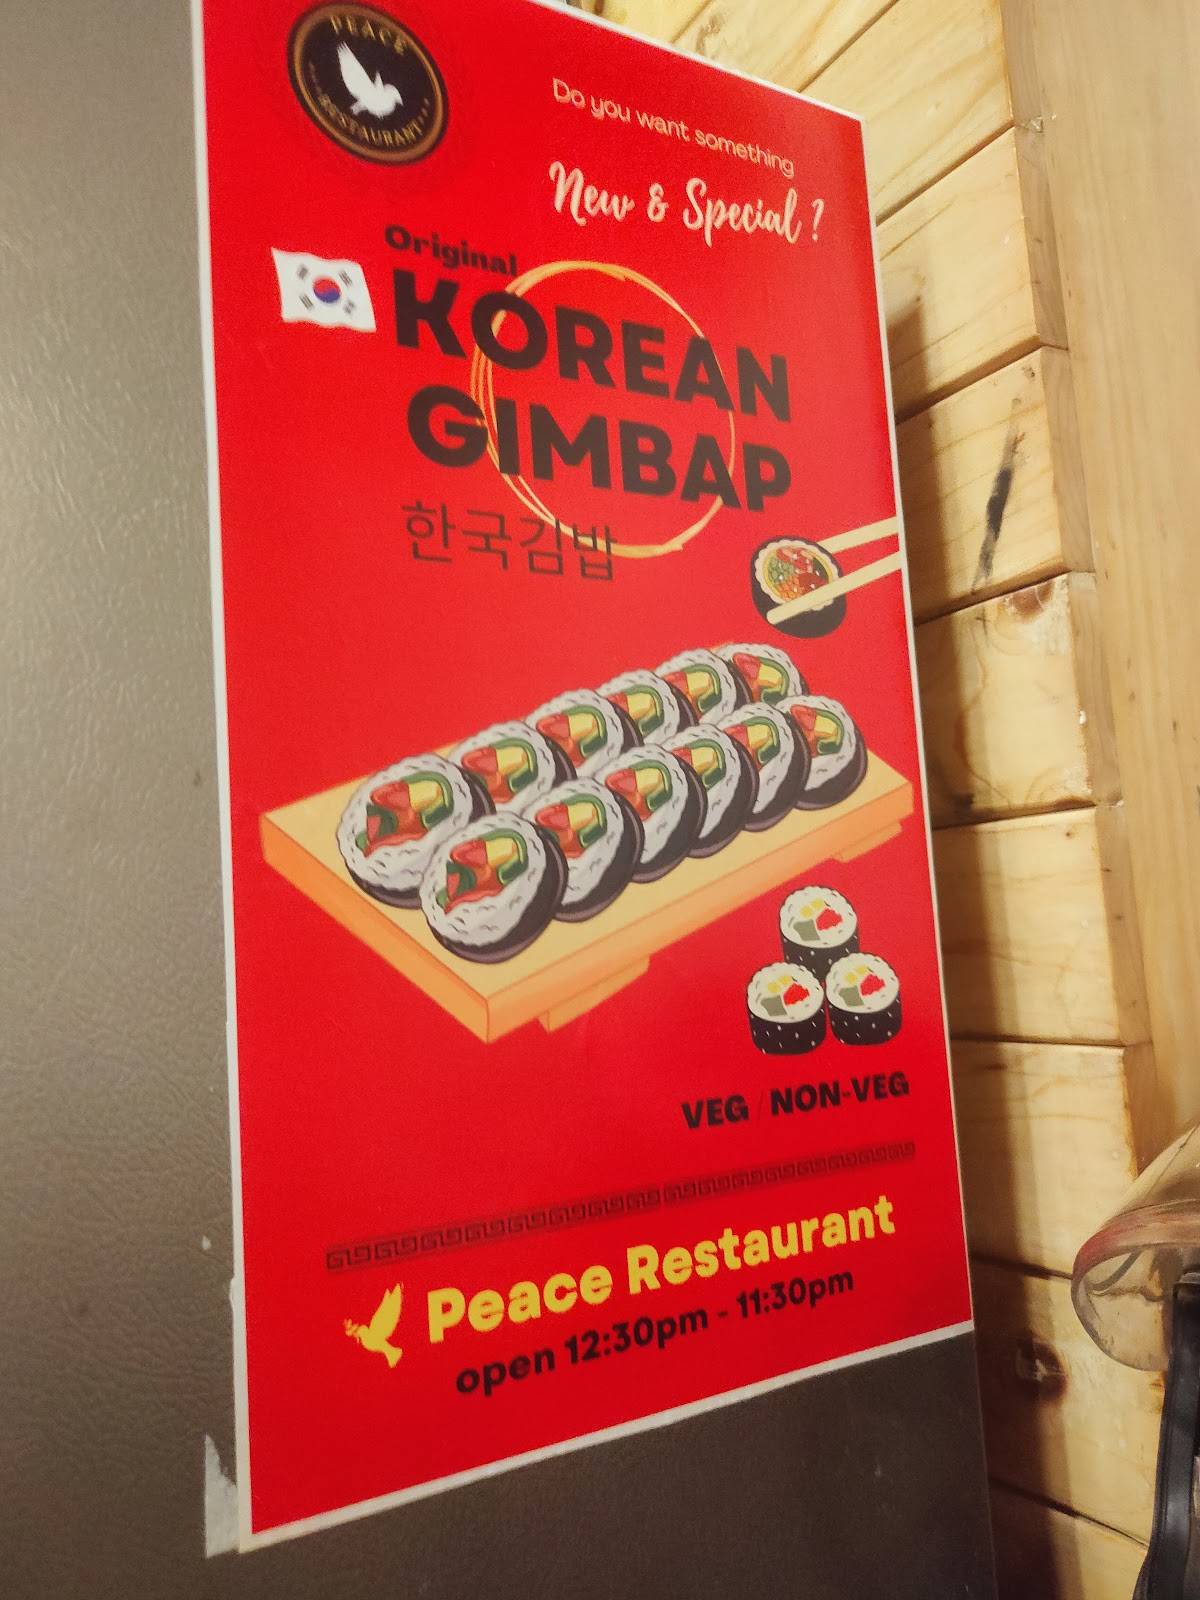 PEACE
RESTAURANT
Do you want something
New & Special ?
Original
KOREAN
GIMBAP
한국김밥
VEG / NON-VEG
Peace Restaurant
open 12:30pm - 11:30pm